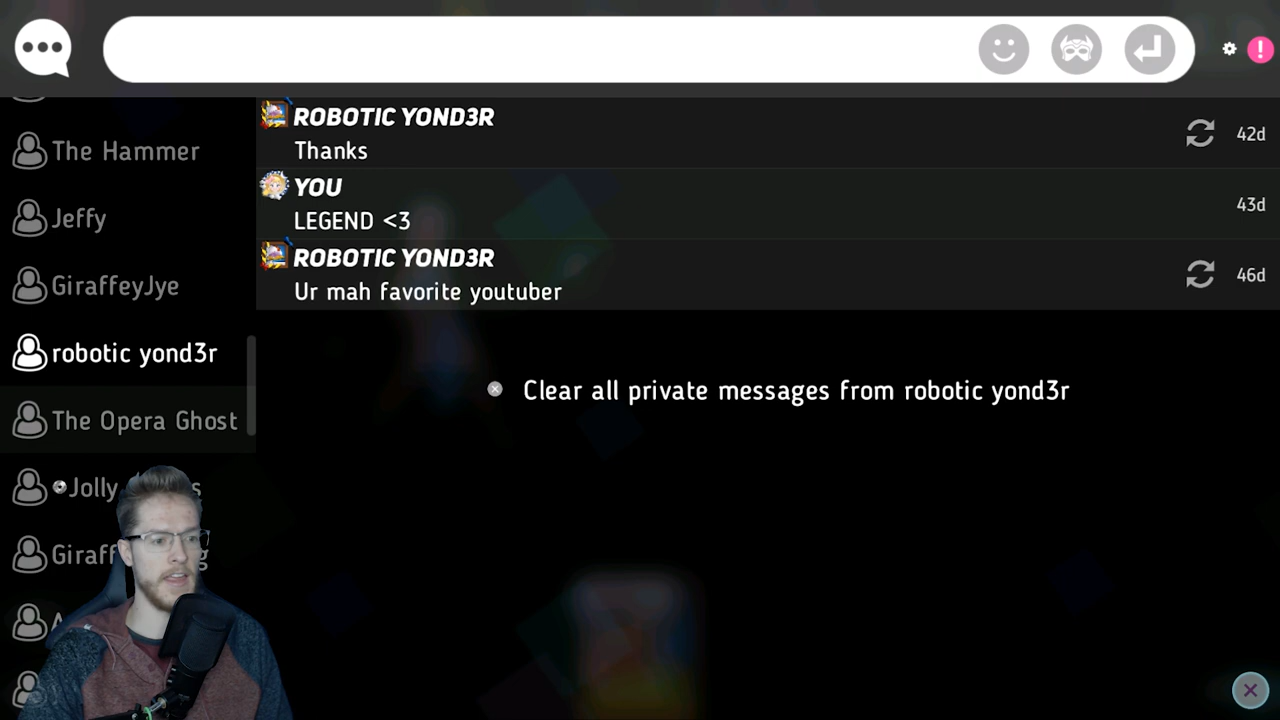 ROBOTIC YOND3R
Thanks
42d
YOU
LEGEND <3
43d
ROBOTIC YOND3R
Ur mah favorite youtuber
46d
Clear all private messages from robotic yond3r
The Hammer
Jeffy
GiraffeyJye
robotic yond3r
The Opera Ghost
Jolly